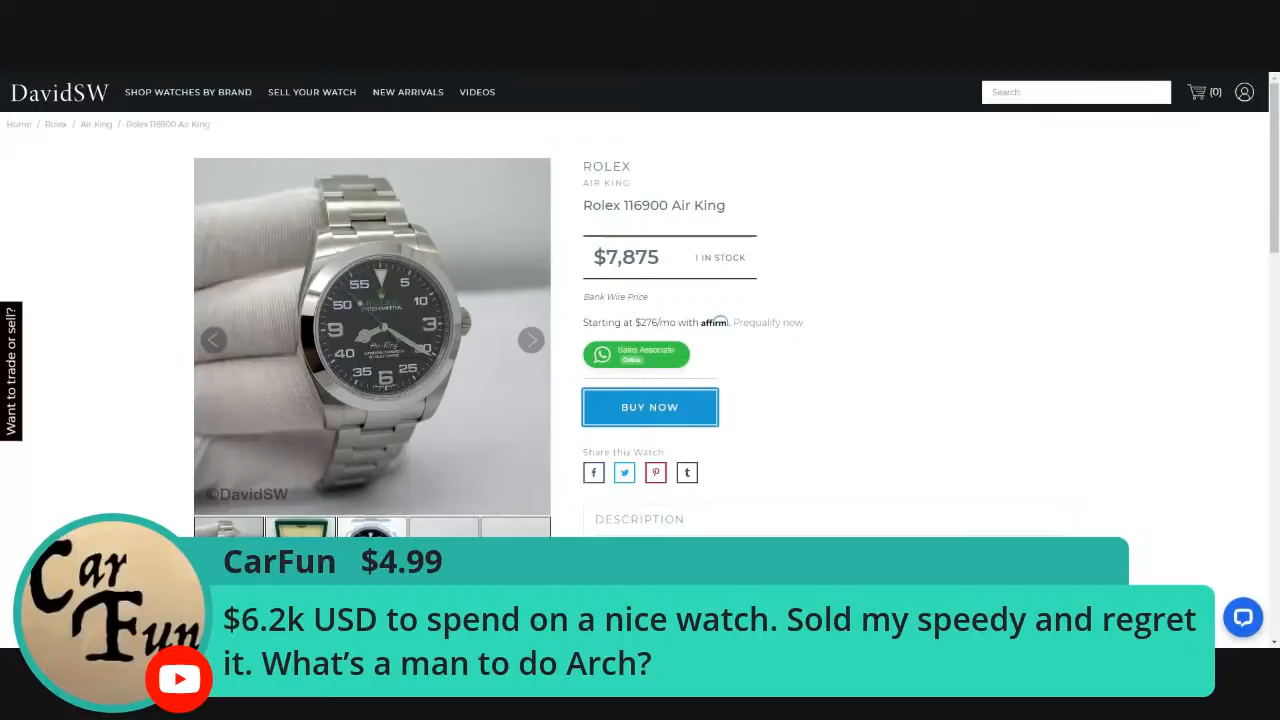 DavidSW
SHOP WATCHES BY BRAND
SELL YOUR WATCH
NEW ARRIVALS
VIDEOS
Search
(0)
Home / Rolex / Air King / Rolex 116900 Air King
Want to trade or sell?
55
5
50
10
9
3
40
20
35
25
6
ROLEX
OYSTER PERPETUAL
Air-King
©DavidSW
ROLEX
AIR KING
Rolex 116900 Air King
$7,875
1 IN STOCK
Bank Wire Price
Starting at $276/mo with affirm. Prequalify now
Sales Associate
Online
BUY NOW
Share this Watch
DESCRIPTION
Car
Fun
CarFun $4.99
$6.2k USD to spend on a nice watch. Sold my speedy and regret
it. What's a man to do Arch?